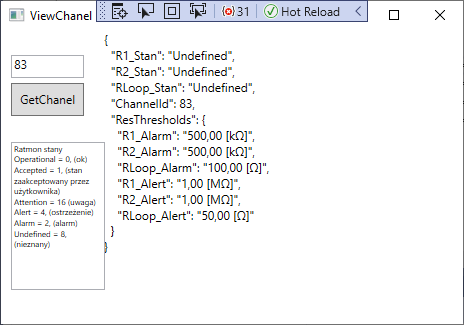 ViewChanel
31
Hot Reload
83
GetChanel
Ratmon stany
Operational = 0, (ok)
Accepted = 1, (stan
zaakceptowany przez
użytkownika)
Attention = 16 (uwaga)
Alert = 4, (ostrzeżenie)
Alarm = 2, (alarm)
Undefined = 8,
(nieznany)
{
"R1_Stan": "Undefined",
"R2_Stan": "Undefined",
"RLoop_Stan": "Undefined",
"ChannelId": 83,
"ResThresholds": {
"R1_Alarm": "500,00 [kΩ]",
"R2_Alarm": "500,00 [kΩ]",
"RLoop_Alarm": "100,00 [Ω]",
"R1_Alert": "1,00 [MΩ]",
"R2_Alert": "1,00 [MΩ]",
"RLoop_Alert": "50,00 [Ω]"
}
}